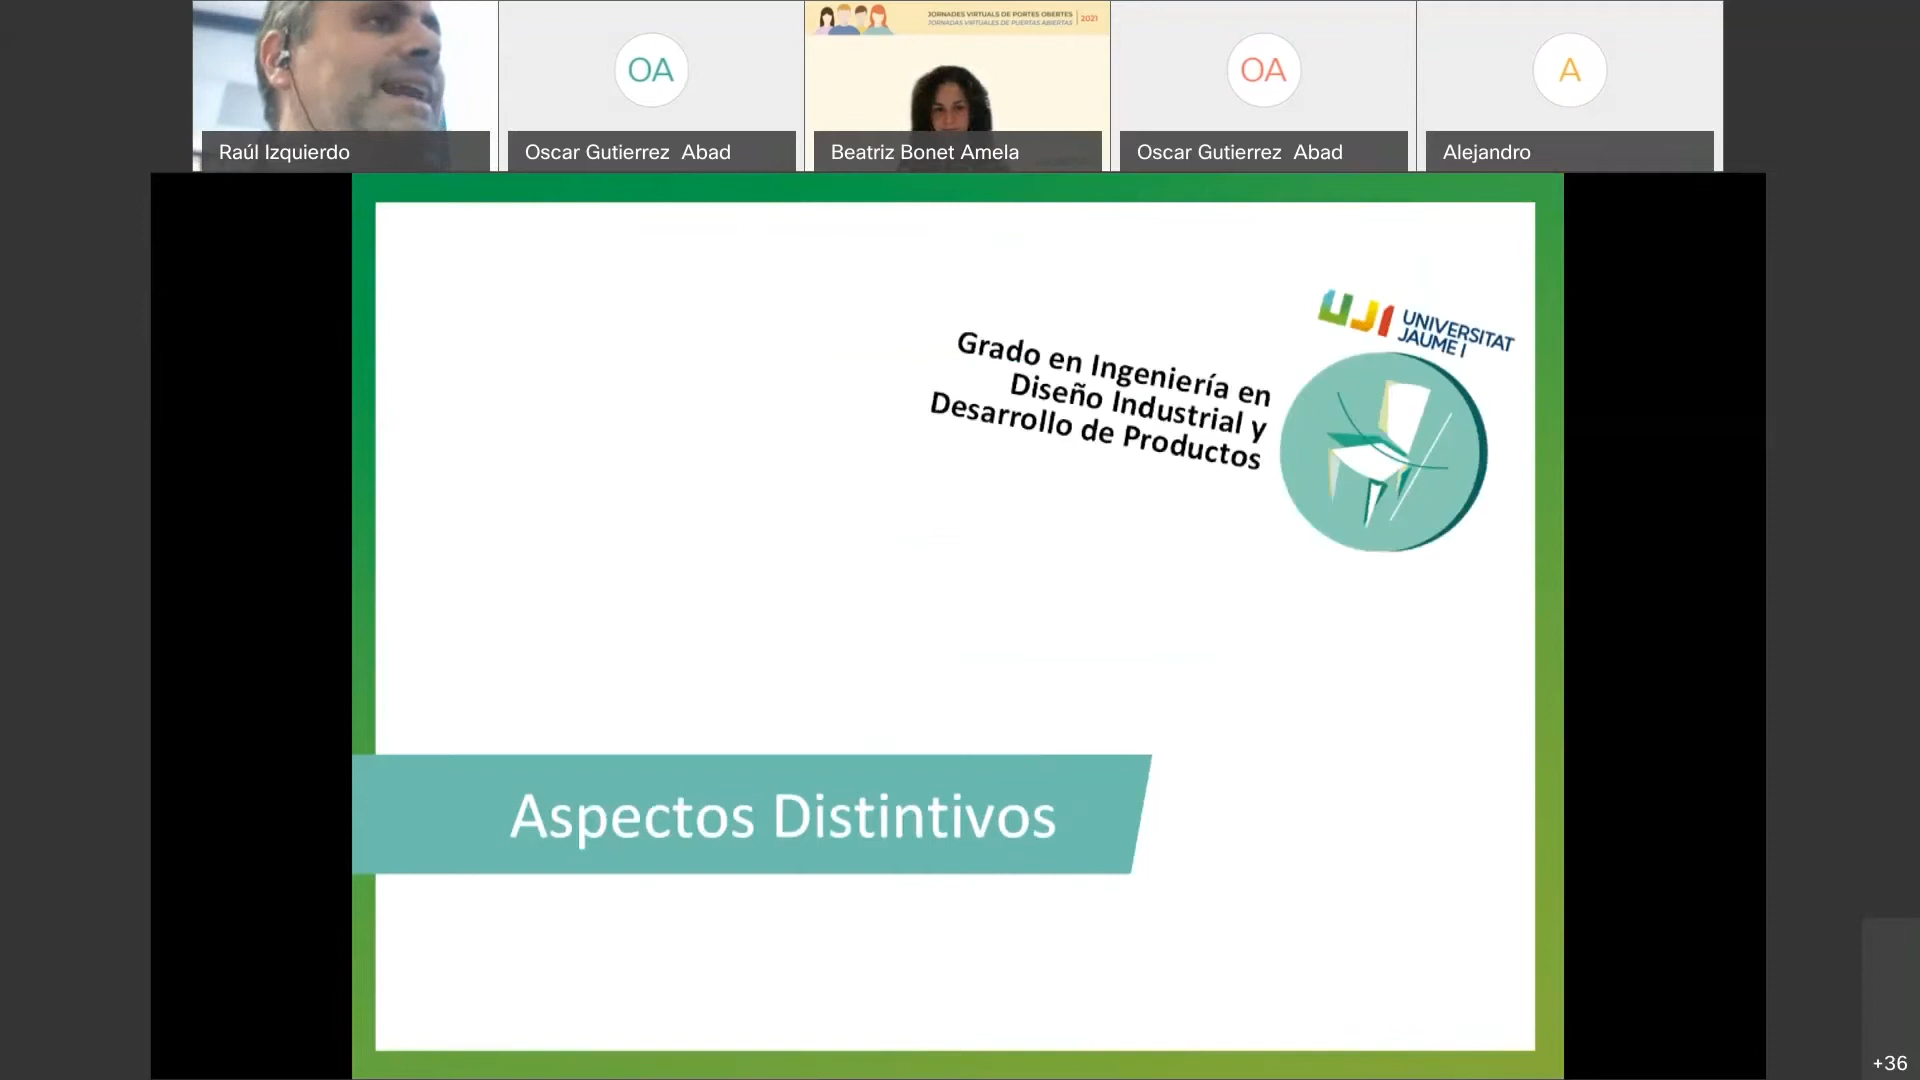 JORNADES VIRTUALS DE PORTES OBERTES
JORNADAS VIRTUALES DE PUERTAS ABIERTAS
2021
OA
OA
A
Raúl Izquierdo
Oscar Gutierrez Abad
Beatriz Bonet Amela
Oscar Gutierrez Abad
Alejandro
UJI UNIVERSITAT
JAUME I
Grado en Ingeniería en
Diseño Industrial y
Desarrollo de Productos
Aspectos Distintivos
+36